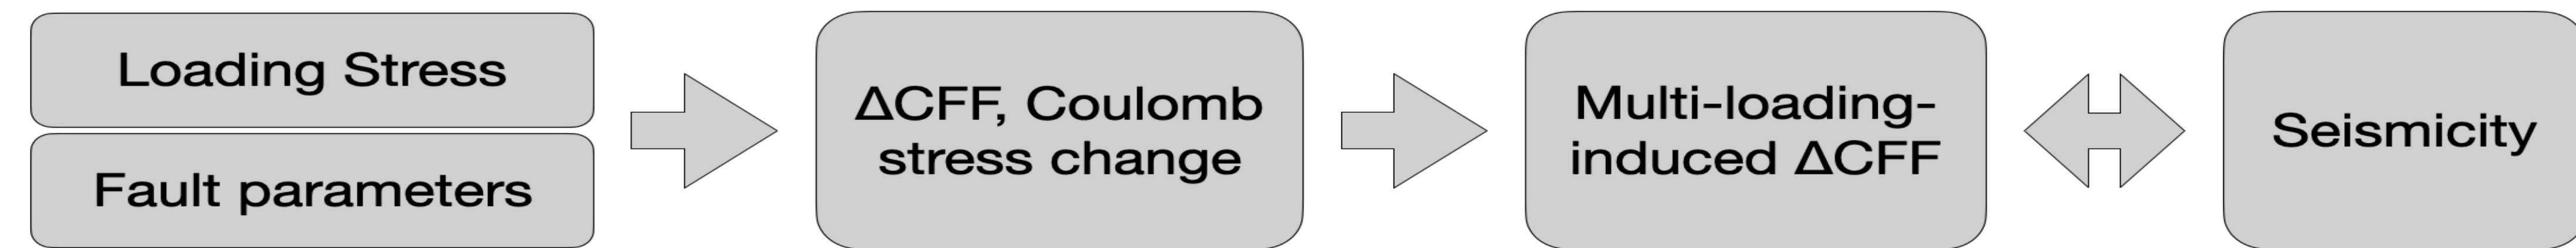 Loading Stress
Fault parameters
ΔCFF, Coulomb
stress change
Multi-loading-
induced ΔCFF
Seismicity